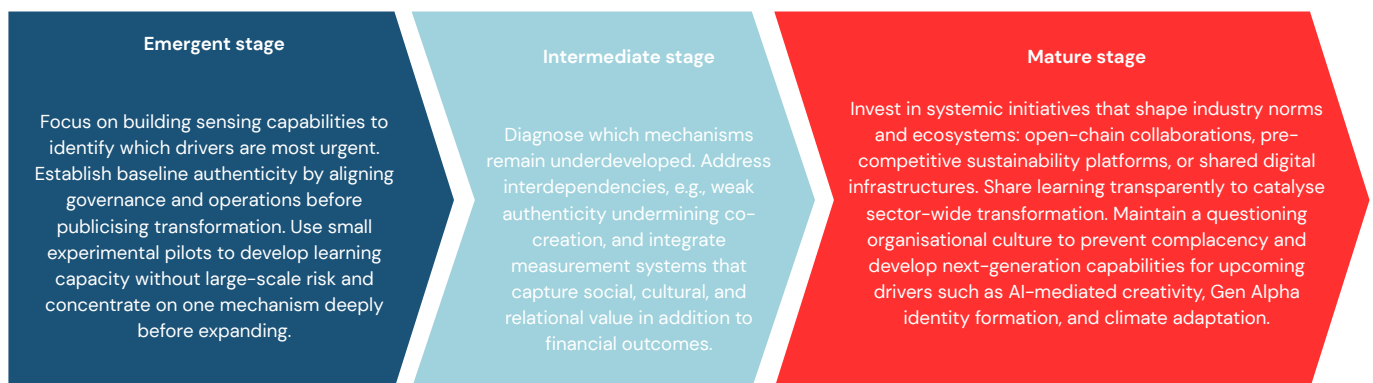 Emergent stage
Focus on building sensing capabilities to
identify which drivers are most urgent.
Establish baseline authenticity by aligning
governance and operations before
publicising transformation. Use small
experimental pilots to develop learning
capacity without large-scale risk and
concentrate on one mechanism deeply
before expanding.
Intermediate stage
Diagnose which mechanisms
remain underdeveloped. Address
interdependencies, e.g., weak
authenticity undermining co-
creation, and integrate
measurement systems that
capture social, cultural, and
relational value in addition to
financial outcomes.
Mature stage
Invest in systemic initiatives that shape industry norms
and ecosystems: open-chain collaborations, pre-
competitive sustainability platforms, or shared digital
infrastructures. Share learning transparently to catalyse
sector-wide transformation. Maintain a questioning
organisational culture to prevent complacency and
develop next-generation capabilities for upcoming
drivers such as AI-mediated creativity, Gen Alpha
identity formation, and climate adaptation.